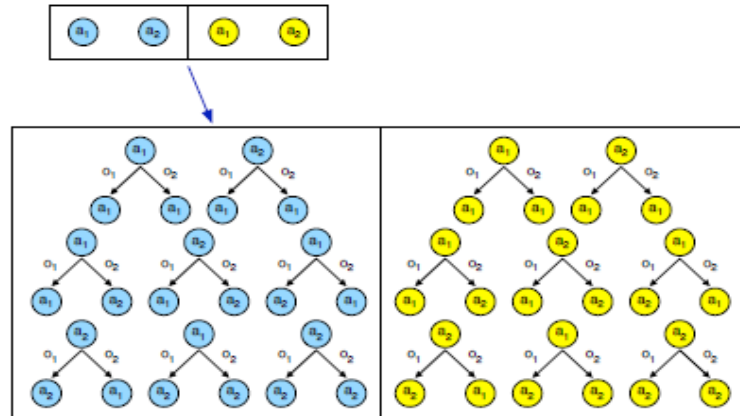 a₁ a₂ a₁ a₂
a₁ a₂ a₁ a₂
o₁ o₂ o₁ o₂ o₁ o₂ o₁ o₂
a₁ a₁ a₁ a₁ a₁ a₁ a₁ a₁
a₁ a₂ a₁ a₁ a₂ a₁
o₁ o₂ o₁ o₂ o₁ o₂ o₁ o₂ o₁ o₂ o₁ o₂
a₁ a₂ a₁ a₂ a₂ a₁ a₁ a₂ a₁ a₂ a₂ a₁
a₂ a₁ a₂ a₂ a₁ a₂
o₁ o₂ o₁ o₂ o₁ o₂ o₁ o₂ o₁ o₂ o₁ o₂
a₂ a₁ a₂ a₂ a₂ a₂ a₂ a₁ a₂ a₂ a₂ a₂